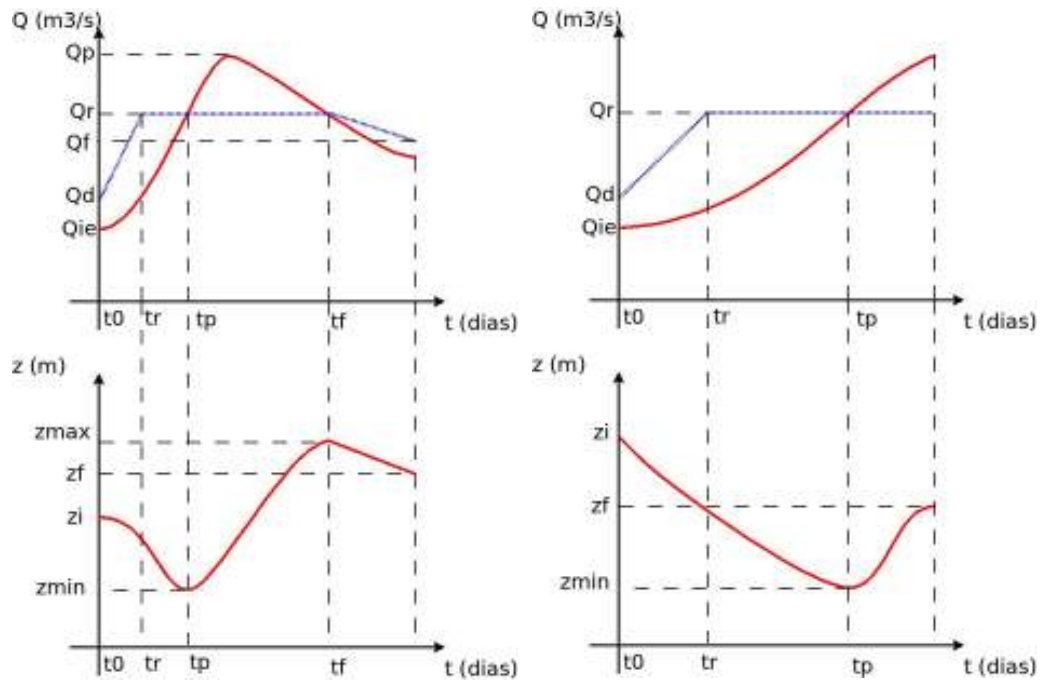 Q (m3/s)
Qp
Qr
Qf
Qd
Qie
t0 tr tp tf t (dias)
z (m)
zmax
zf
zi
zmin
t0 tr tp tf t (dias)
Q (m3/s)
Qr
Qd
Qie
t0 tr tp t (dias)
z (m)
zi
zf
zmin
t0 tr tp t (dias)